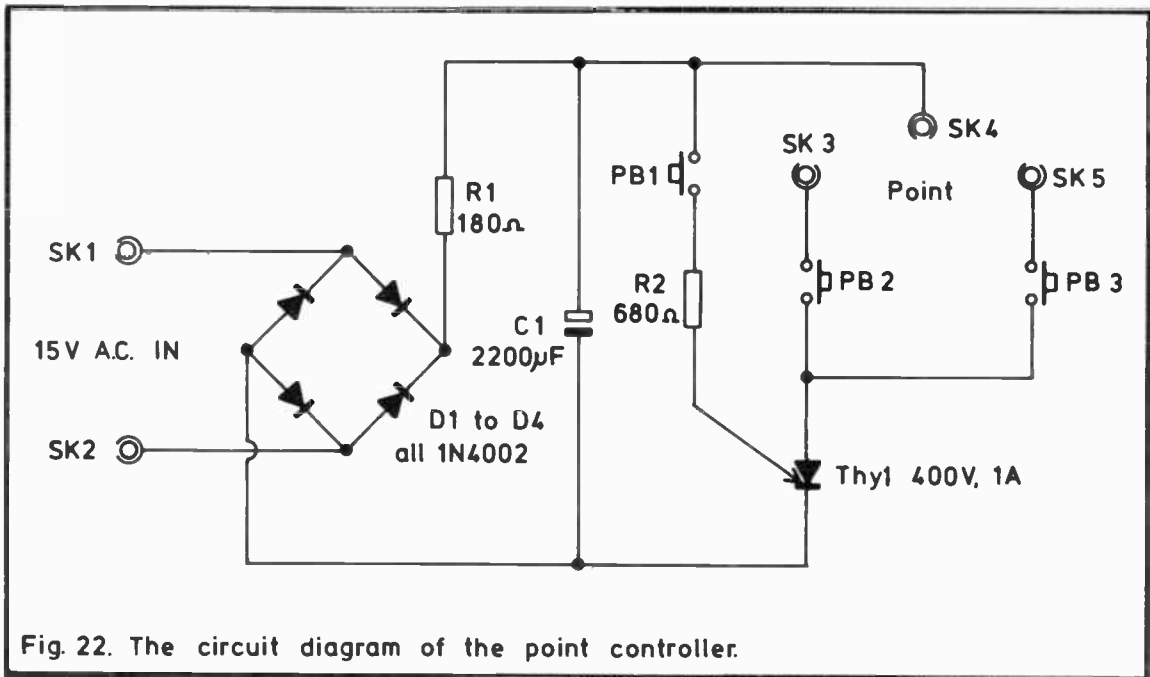 R1
180Ω
SK1
15V A.C. IN
SK2
D1 to D4
all 1N4002
C1
2200µF
PB1
R2
680Ω
SK 3
PB 2
SK4
Point
SK5
PB 3
Thy1 400V, 1A
Fig. 22. The circuit diagram of the point controller.